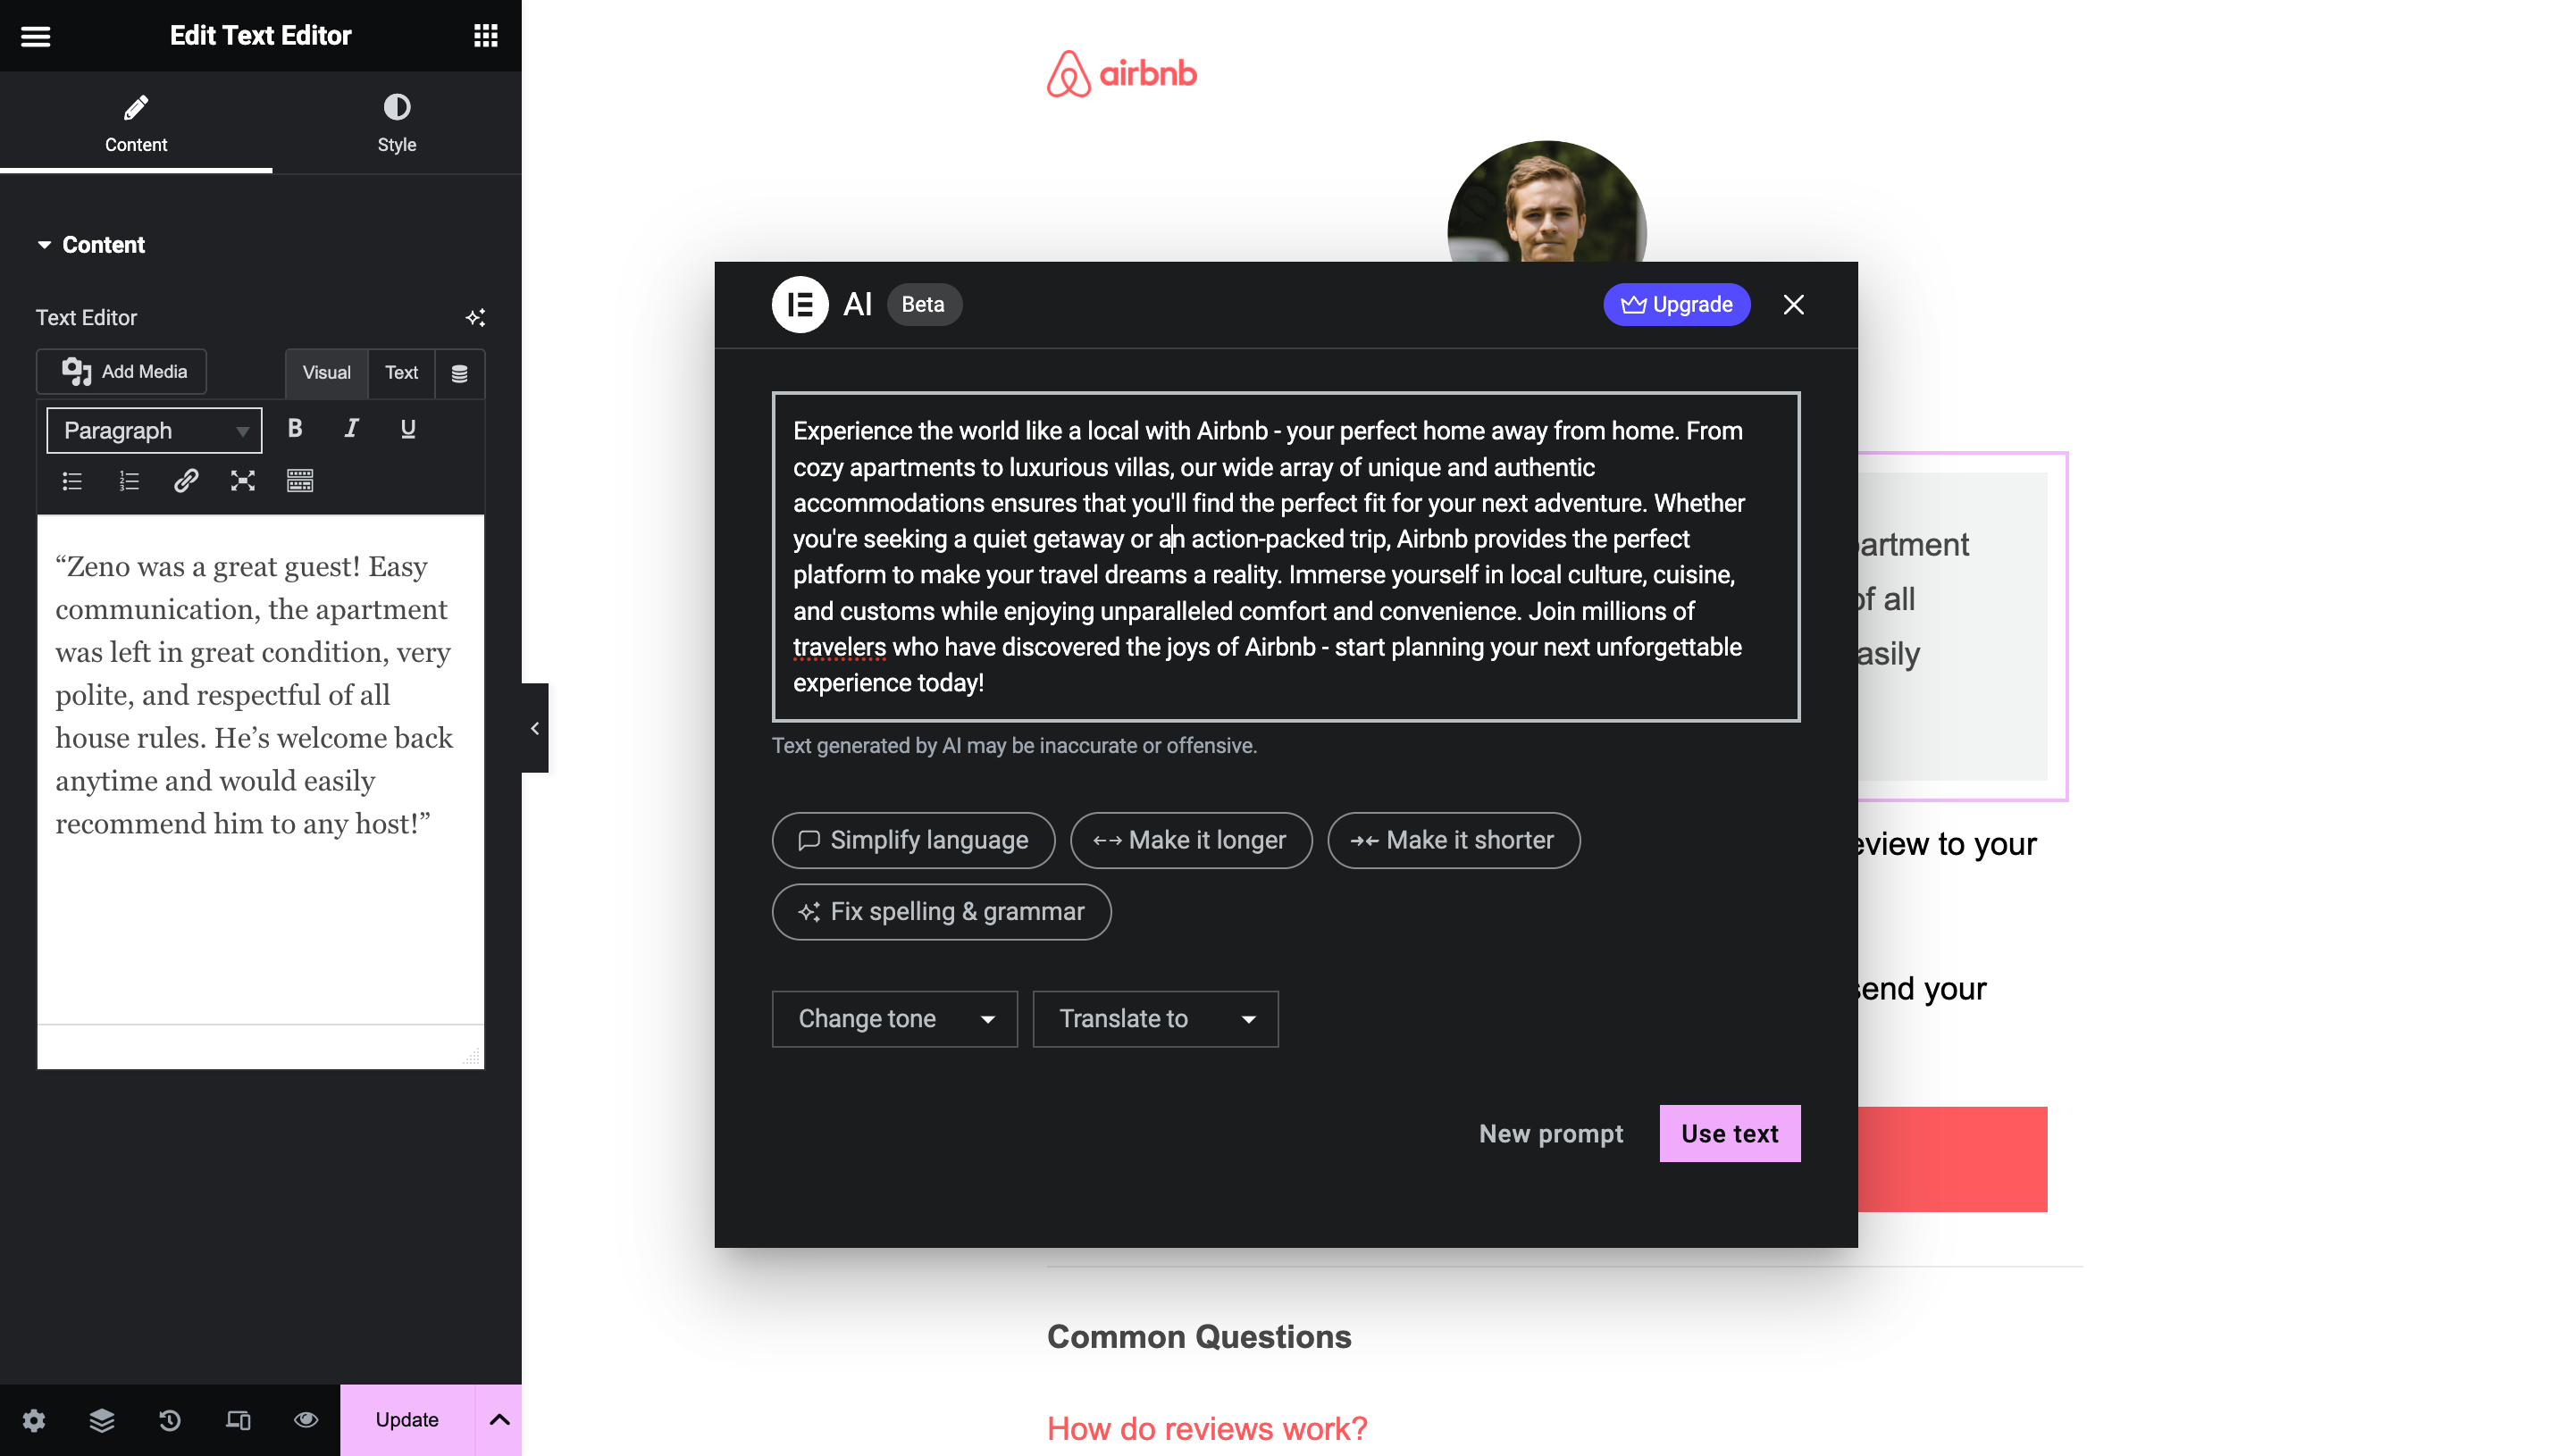 Edit Text Editor
Content
Style
Content
Text Editor
Add Media
Visual
Text
Paragraph
B
I
U
“Zeno was a great guest! Easy
communication, the apartment
was left in great condition, very
polite, and respectful of all
house rules. He’s welcome back
anytime and would easily
recommend him to any host!”
Update
airbnb
AI
Beta
Upgrade
Experience the world like a local with Airbnb - your perfect home away from home. From
cozy apartments to luxurious villas, our wide array of unique and authentic
accommodations ensures that you'll find the perfect fit for your next adventure. Whether
you're seeking a quiet getaway or an action-packed trip, Airbnb provides the perfect
platform to make your travel dreams a reality. Immerse yourself in local culture, cuisine,
and customs while enjoying unparalleled comfort and convenience. Join millions of
travelers who have discovered the joys of Airbnb - start planning your next unforgettable
experience today!
Text generated by AI may be inaccurate or offensive.
Simplify language
Make it longer
Make it shorter
Fix spelling & grammar
Change tone
Translate to
New prompt
Use text
artment
of all
asily
view to your
send your
Common Questions
How do reviews work?